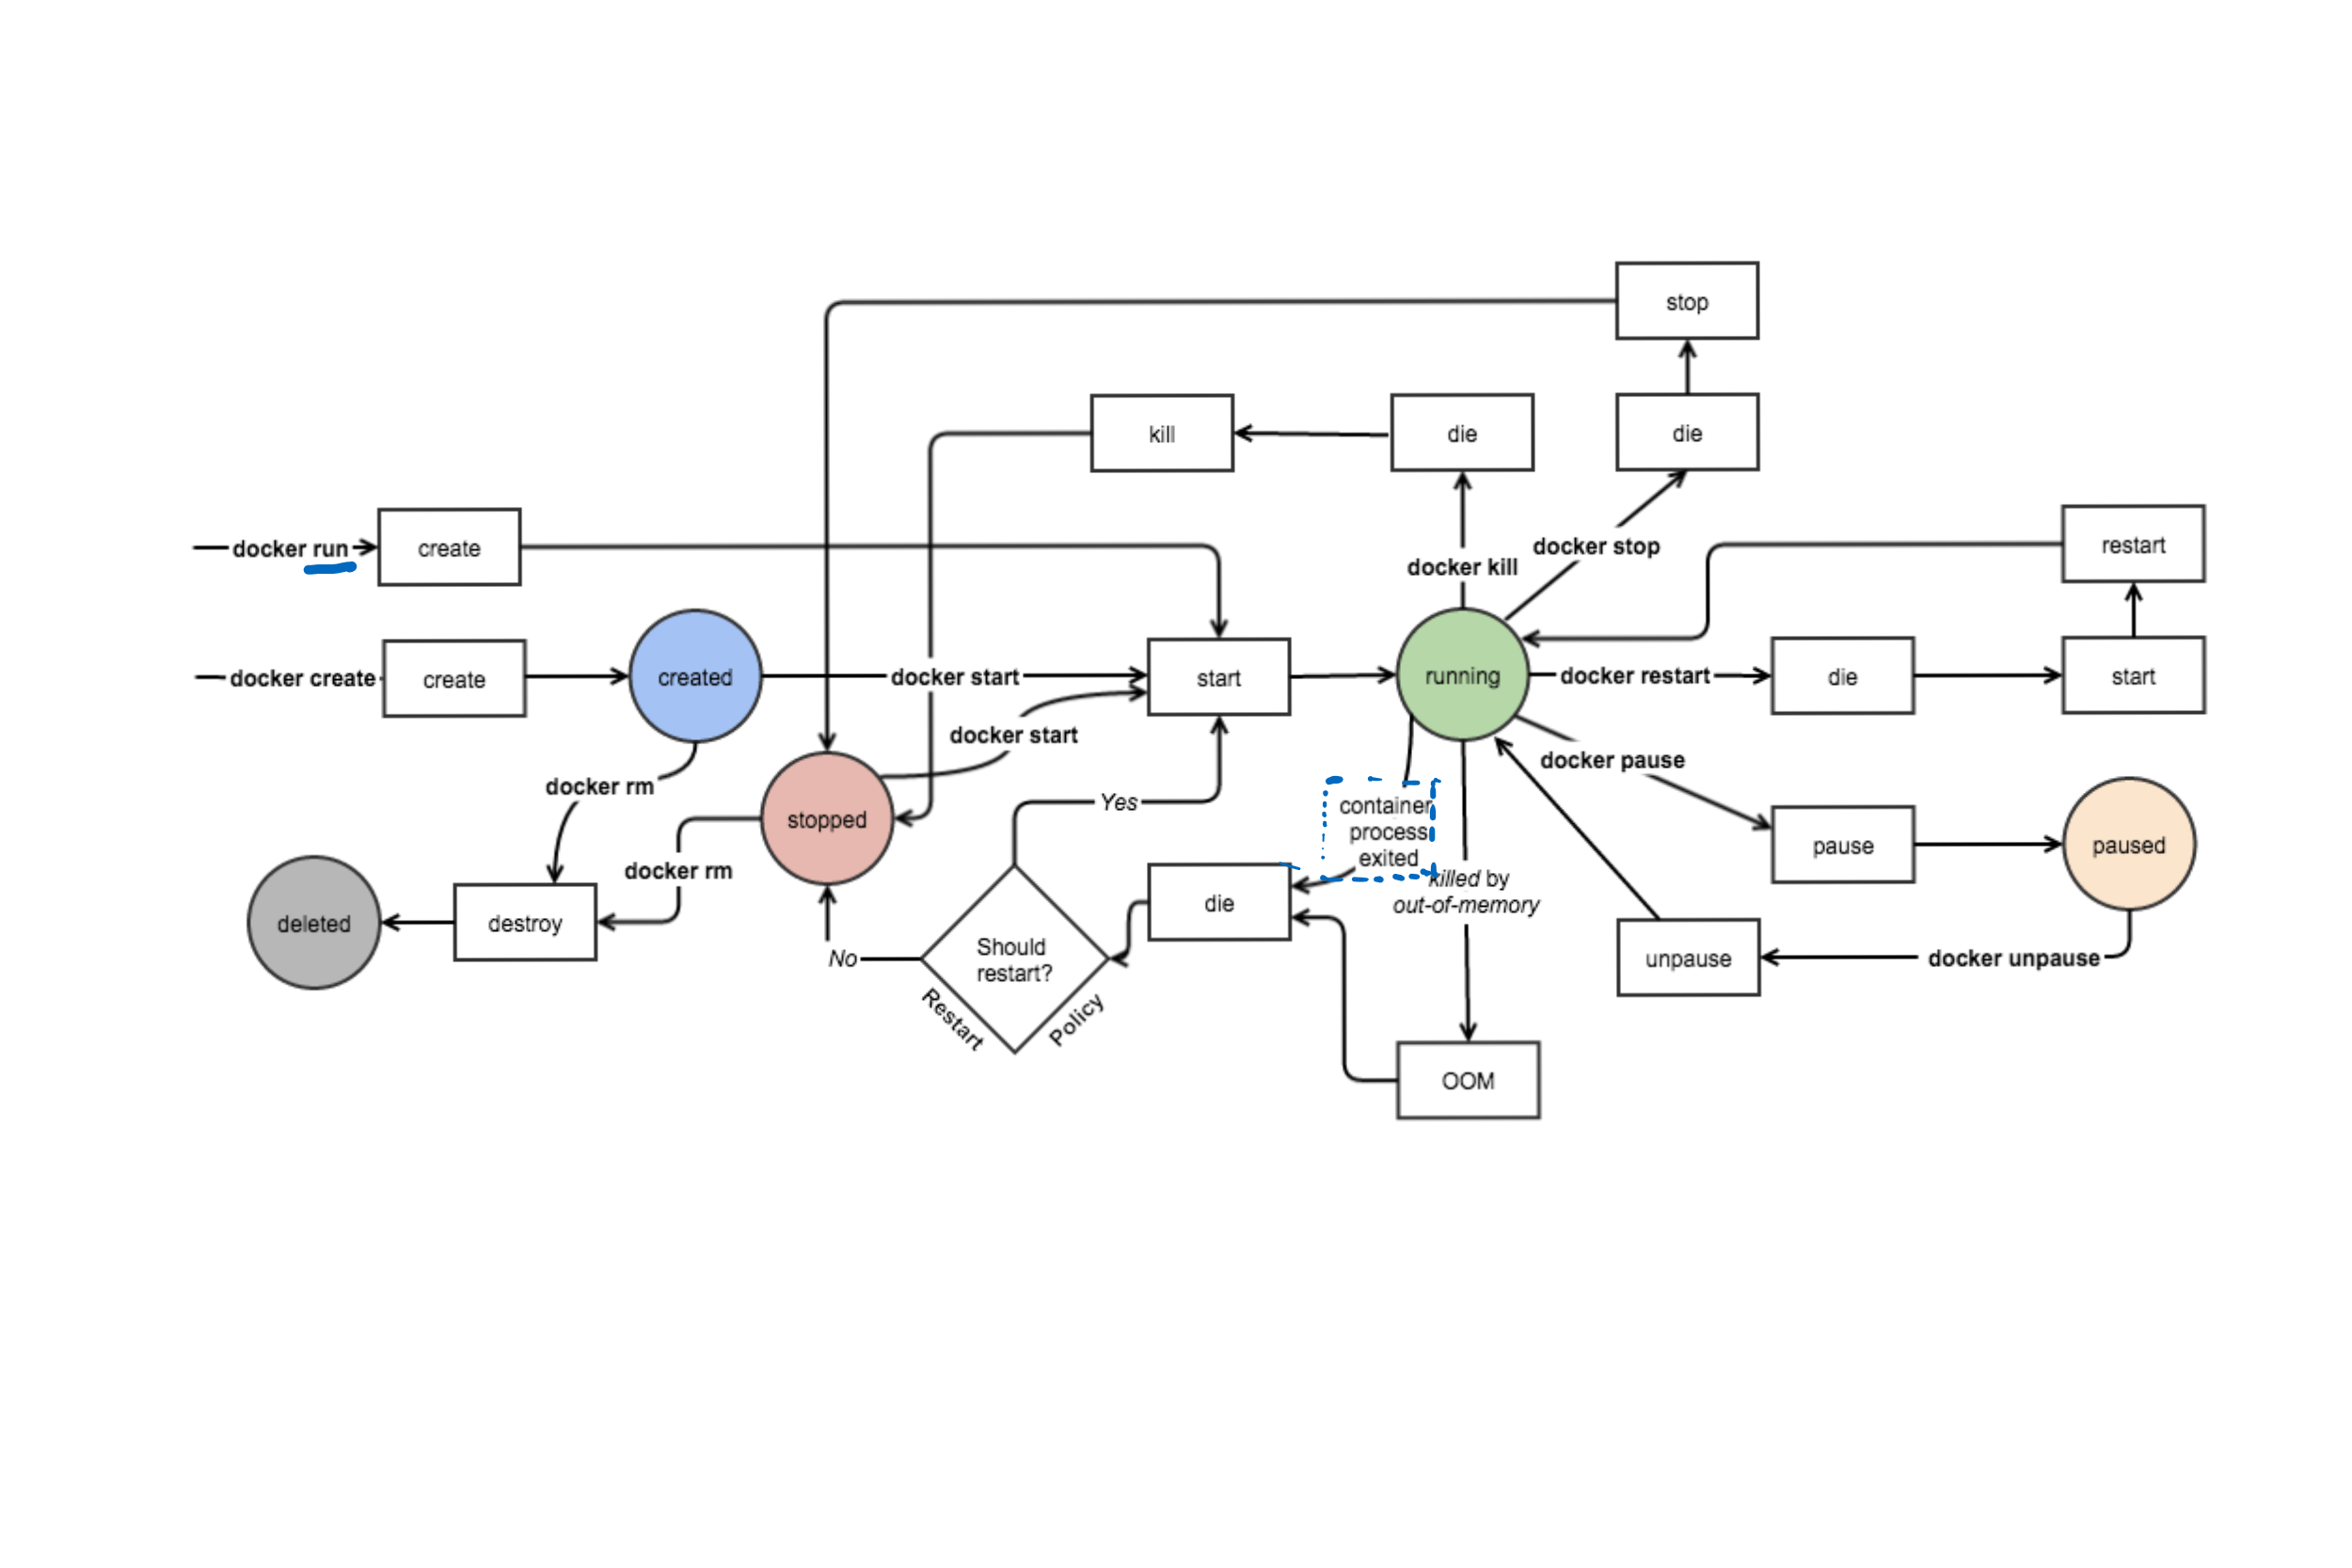 stop
kill
die
die
docker run
create
docker kill
docker stop
restart
docker create
create
created
docker start
start
running
docker restart
die
start
docker start
docker pause
docker rm
stopped
Yes
container
process
exited
pause
paused
docker rm
killed by
out-of-memory
deleted
destroy
die
No
Should
restart?
Restart
Policy
unpause
docker unpause
OOM